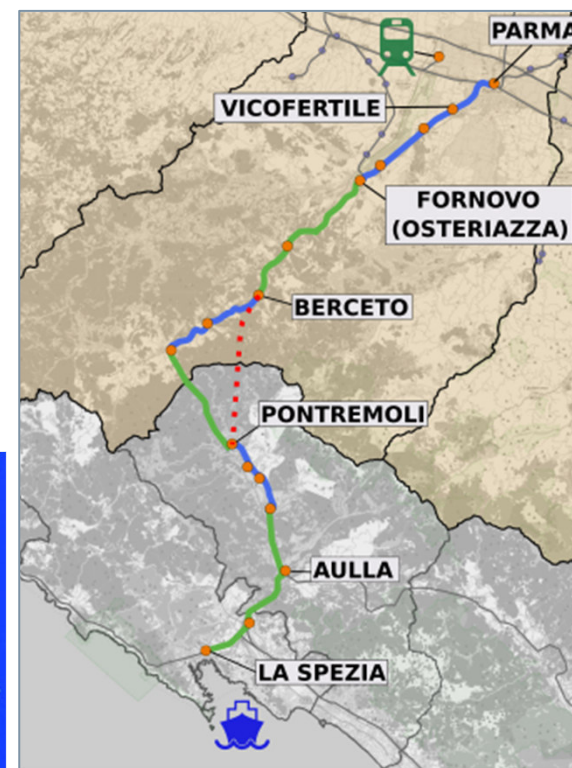 PARMA
VICOFERTILE
FORNOVO
(OSTERIAZZA)
BERCETO
PONTREMOLI
AULLA
LA SPEZIA